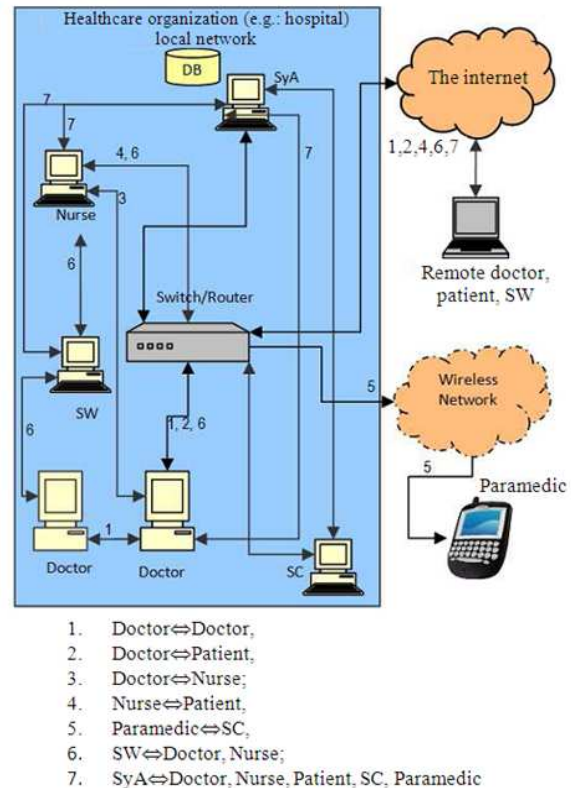 Healthcare organization (e.g.: hospital)
local network
DB
SyA
The internet
7
7
4, 6
7
1,2,4,6,7
3
Nurse
Remote doctor,
patient, SW
6
Switch/Router
Wireless
Network
5
SW
1, 2, 6
6
5
Paramedic
1
Doctor
Doctor
SC
1. Doctor⇔Doctor,
2. Doctor⇔Patient,
3. Doctor⇔Nurse;
4. Nurse⇔Patient,
5. Paramedic⇔SC,
6. SW⇔Doctor, Nurse;
7. SyA⇔Doctor, Nurse, Patient, SC, Paramedic